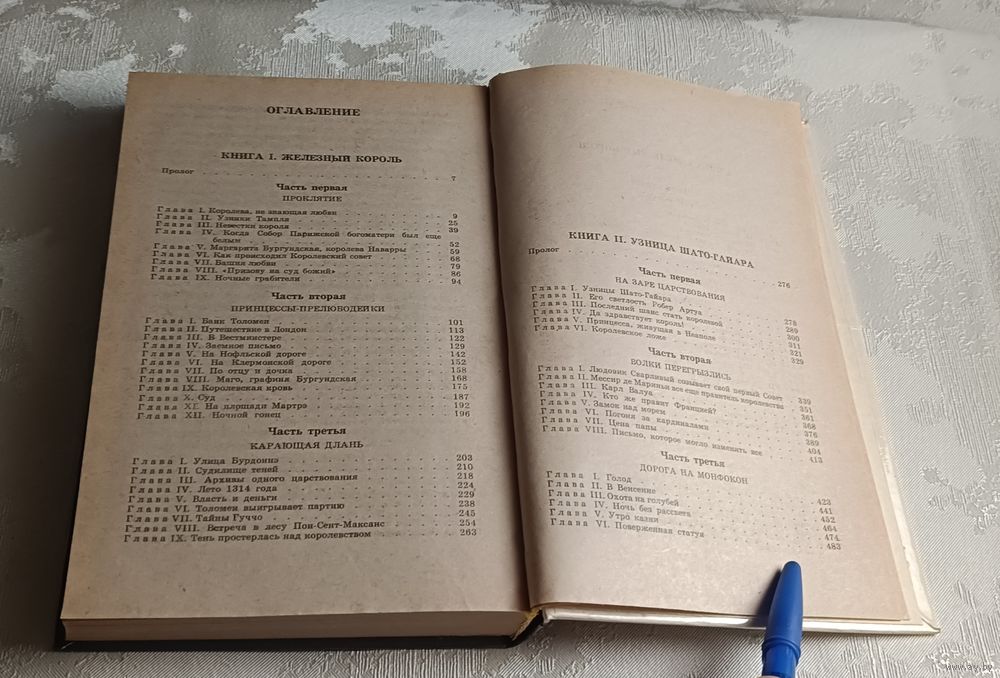 ОГЛАВЛЕНИЕ
КНИГА I. ЖЕЛЕЗНЫЙ КОРОЛЬ
Пролог . . . 7
Часть первая
ПРОКЛЯТИЕ
Глава I. Королева, не знающая любви . . . 9
Глава II. Узники Тампля . . . 25
Глава III. Невестки короля . . . 39
Глава IV. Когда Собор Парижской богоматери был еще
белым . . . 52
Глава V. Маргарита Бургундская, королева Наварры . . . 59
Глава VI. Как происходил Королевский совет . . . 68
Глава VII. Башня любви . . . 79
Глава VIII. «Призову на суд божий» . . . 86
Глава IX. Ночные грабители . . . 94
Часть вторая
ПРИНЦЕССЫ-ПРЕЛЮБОДЕЙКИ
Глава I. Банк Толомеи . . . 101
Глава II. Путешествие в Лондон . . . 113
Глава III. В Вестминстере . . . 122
Глава IV. Заемное письмо . . . 129
Глава V. На Нофльской дороге . . . 142
Глава VI. На Клермонской дороге . . . 152
Глава VII. По отцу и дочка . . . 158
Глава VIII. Маго, графиня Бургундская . . . 168
Глава IX. Королевская кровь . . . 175
Глава X. Суд . . . 187
Глава XI. На площади Мартрэ . . . 192
Глава XII. Ночной гонец . . . 196
Часть третья
КАРАЮЩАЯ ДЛАНЬ
Глава I. Улица Бурдоннэ . . . 203
Глава II. Судилище теней . . . 210
Глава III. Архивы одного царствования . . . 218
Глава IV. Лето 1314 года . . . 224
Глава V. Власть и деньги . . . 229
Глава VI. Толомеи выигрывает партию . . . 238
Глава VII. Тайны Гуччо . . . 245
Глава VIII. Встреча в лесу Пон-Сент-Максанс . . . 254
Глава IX. Тень простерлась над королевством . . . 263
КНИГА II. УЗНИЦА ШАТО-ГАЙАРА
Пролог . . . 276
Часть первая
НА ЗАРЕ ЦАРСТВОВАНИЯ
Глава I. Узницы Шато-Гайара . . . 278
Глава II. Его светлость Робер Артуа . . . 289
Глава III. Последний шанс стать королевой . . . 300
Глава IV. Да здравствует король! . . . 311
Глава V. Принцесса, живущая в Неаполе . . . 321
Глава VI. Королевское ложе . . . 329
Часть вторая
ВОЛКИ ПЕРЕГРЫЗЛИСЬ
Глава I. Людовик Сварливый созывает свой первый Совет . . . 339
Глава II. Мессир де Мариньи все еще правитель королевства . . . 351
Глава III. Карл Валуа . . . 361
Глава IV. Кто же правит Францией? . . . 368
Глава V. Замок над морем . . . 376
Глава VI. Погоня за кардиналами . . . 389
Глава VII. Цена папы . . . 404
Глава VIII. Письмо, которое могло изменить все . . . 413
Часть третья
ДОРОГА НА МОНФОКОН
Глава I. Голод . . . 423
Глава II. В Венсенне . . . 441
Глава III. Охота на голубей . . . 452
Глава IV. Ночь без рассвета . . . 464
Глава V. Утро казни . . . 474
Глава VI. Поверженная статуя . . . 483
www.ay.by